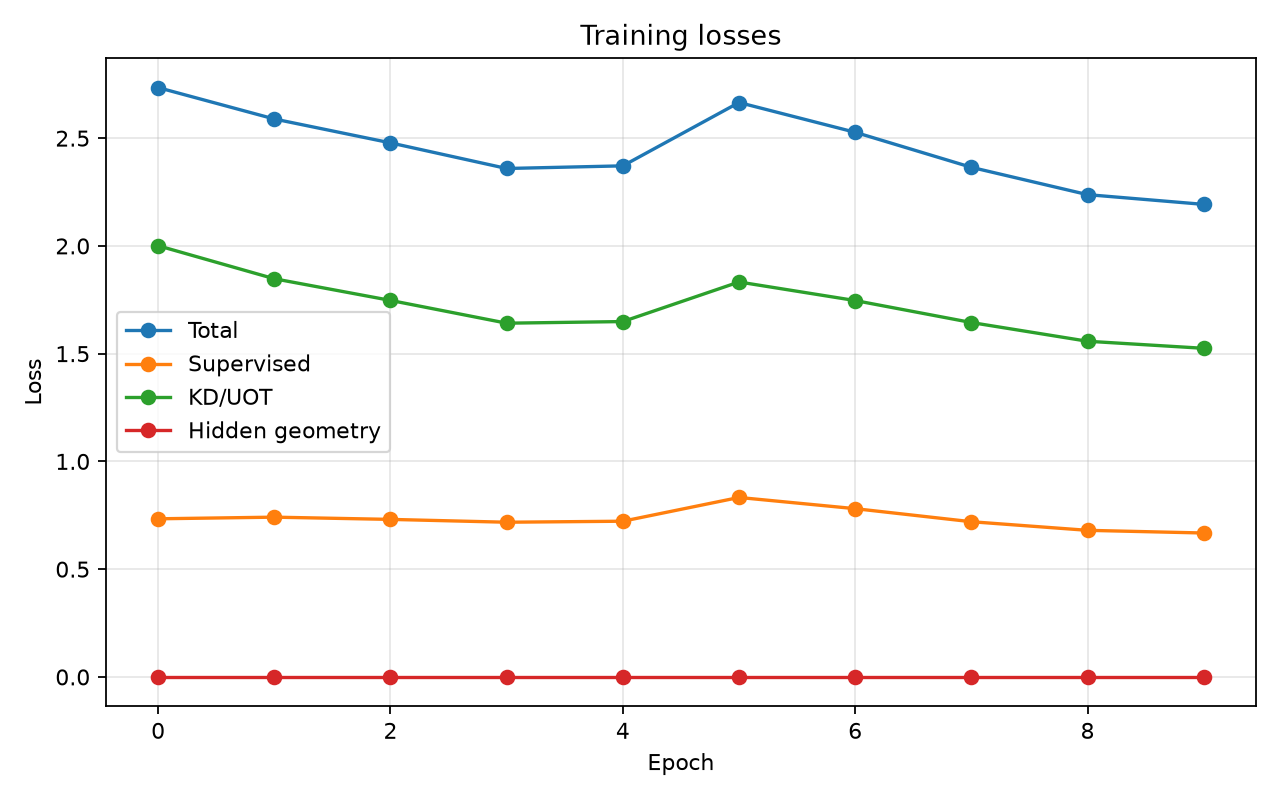 Training losses
2.5
2.0
1.5
1.0
0.5
0.0
Loss
Total
Supervised
KD/UOT
Hidden geometry
0 2 4 6 8
Epoch